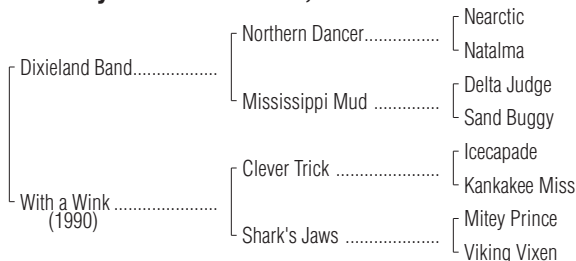 Nearctic
Northern Dancer.................
Natalma
Dixieland Band...................
Delta Judge
Mississippi Mud ...............
Sand Buggy
Icecapade
Clever Trick .......................
Kankakee Miss
With a Wink .......................
(1990)
Mitey Prince
Shark's Jaws .....................
Viking Vixen